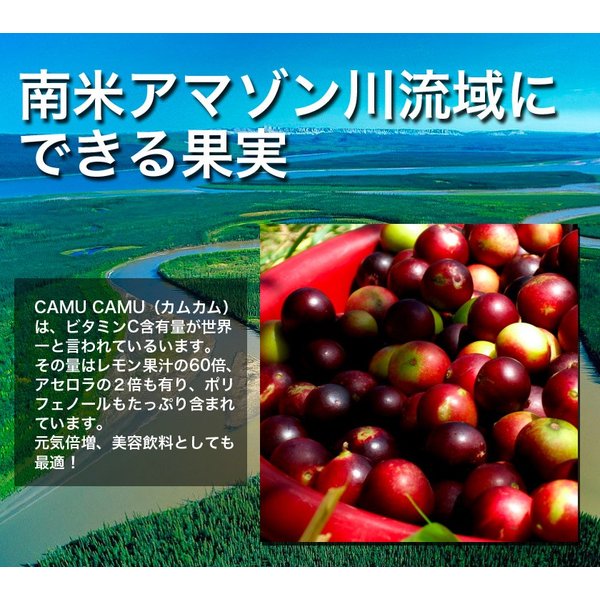 南米アマゾン川流域に
できる果実
CAMU CAMU（カムカム）
は、ビタミンC含有量が世界
一と言われているいます。
その量はレモン果汁の60倍、
アセロラの２倍も有り、ポリ
フェノールもたっぷり含まれ
ています。
元気倍増、美容飲料としても
最適！